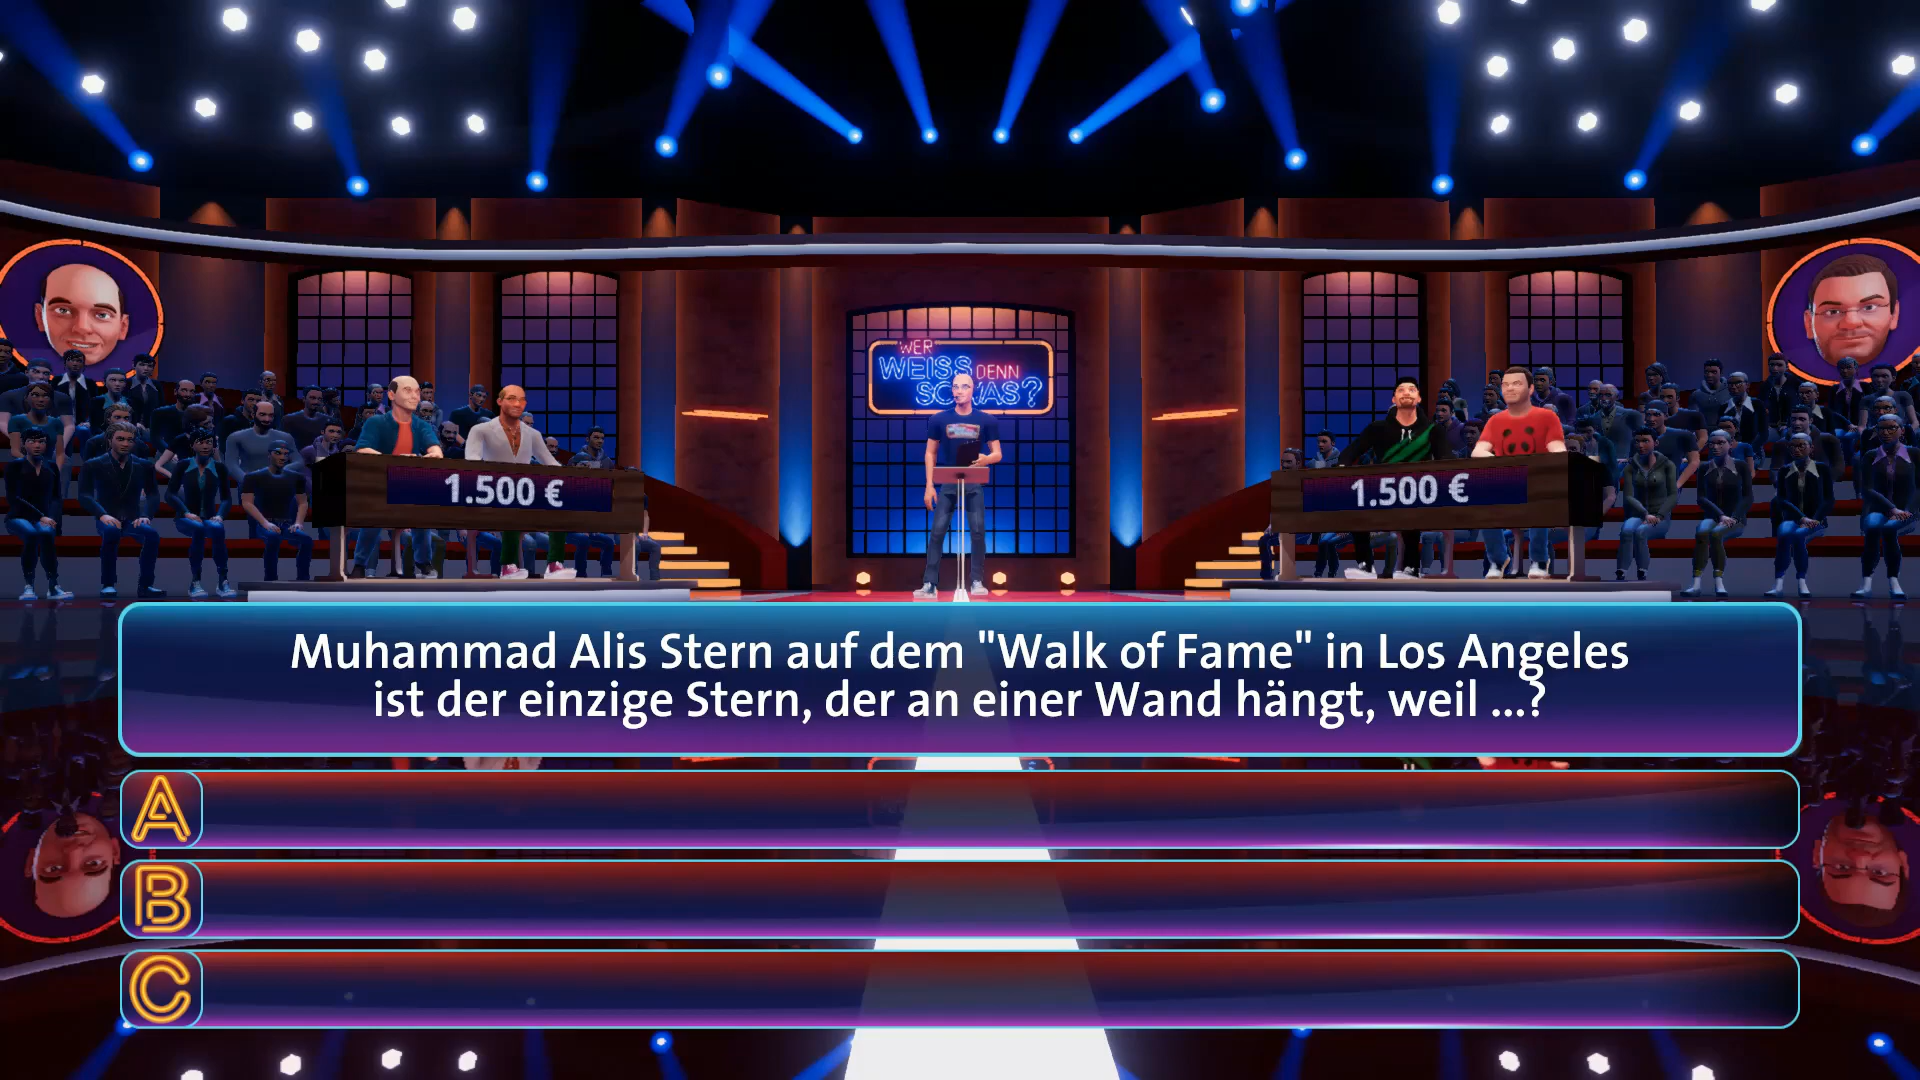 WER
WEISS DENN
SOWAS?
1.500 €
1.500 €
Muhammad Alis Stern auf dem "Walk of Fame" in Los Angeles
ist der einzige Stern, der an einer Wand hängt, weil ...?
A
B
C